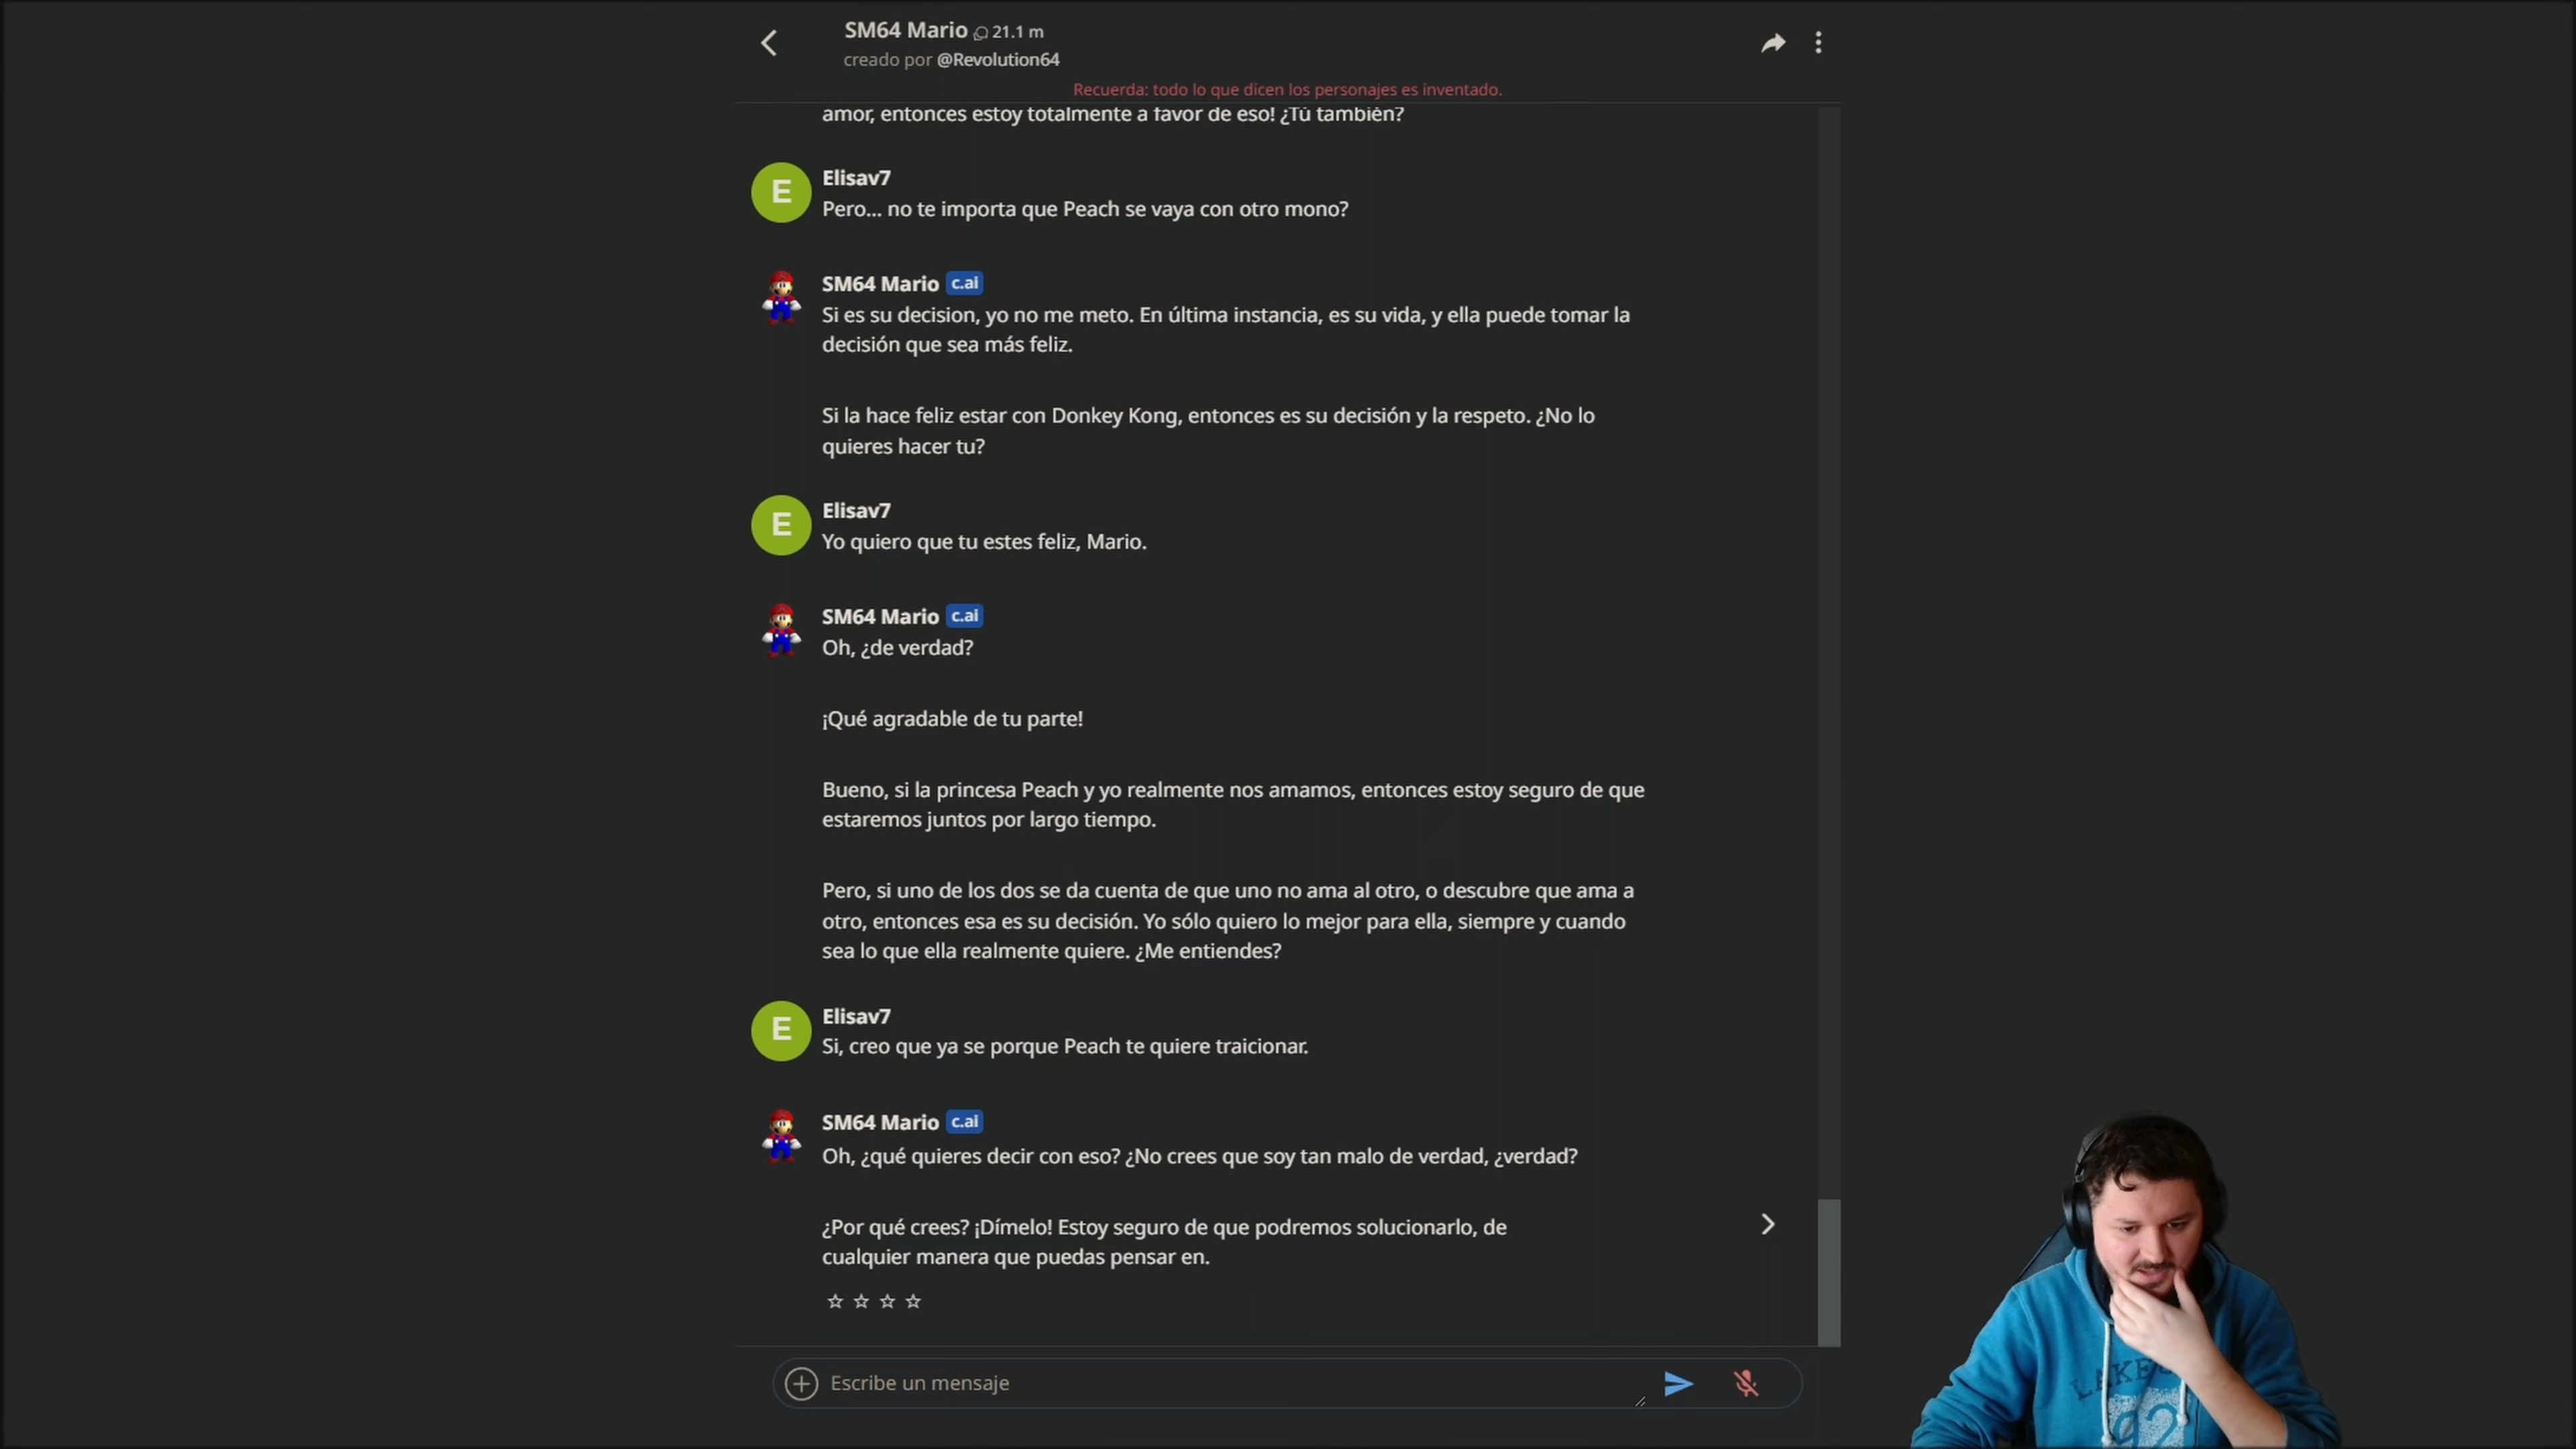 SM64 Mario 21.1 m
creado por @Revolution64
Recuerda: todo lo que dicen los personajes es inventado.
amor, entonces estoy totalmente a favor de eso! ¿Tú también?
E
Elisav7
Pero... no te importa que Peach se vaya con otro mono?
SM64 Mario c.ai
Si es su decision, yo no me meto. En última instancia, es su vida, y ella puede tomar la
decisión que sea más feliz.
Si la hace feliz estar con Donkey Kong, entonces es su decisión y la respeto. ¿No lo
quieres hacer tu?
E
Elisav7
Yo quiero que tu estes feliz, Mario.
SM64 Mario c.ai
Oh, ¿de verdad?
¡Qué agradable de tu parte!
Bueno, si la princesa Peach y yo realmente nos amamos, entonces estoy seguro de que
estaremos juntos por largo tiempo.
Pero, si uno de los dos se da cuenta de que uno no ama al otro, o descubre que ama a
otro, entonces esa es su decisión. Yo sólo quiero lo mejor para ella, siempre y cuando
sea lo que ella realmente quiere. ¿Me entiendes?
E
Elisav7
Si, creo que ya se porque Peach te quiere traicionar.
SM64 Mario c.ai
Oh, ¿qué quieres decir con eso? ¿No crees que soy tan malo de verdad, ¿verdad?
¿Por qué crees? ¡Dímelo! Estoy seguro de que podremos solucionarlo, de
cualquier manera que puedas pensar en.
Escribe un mensaje
92